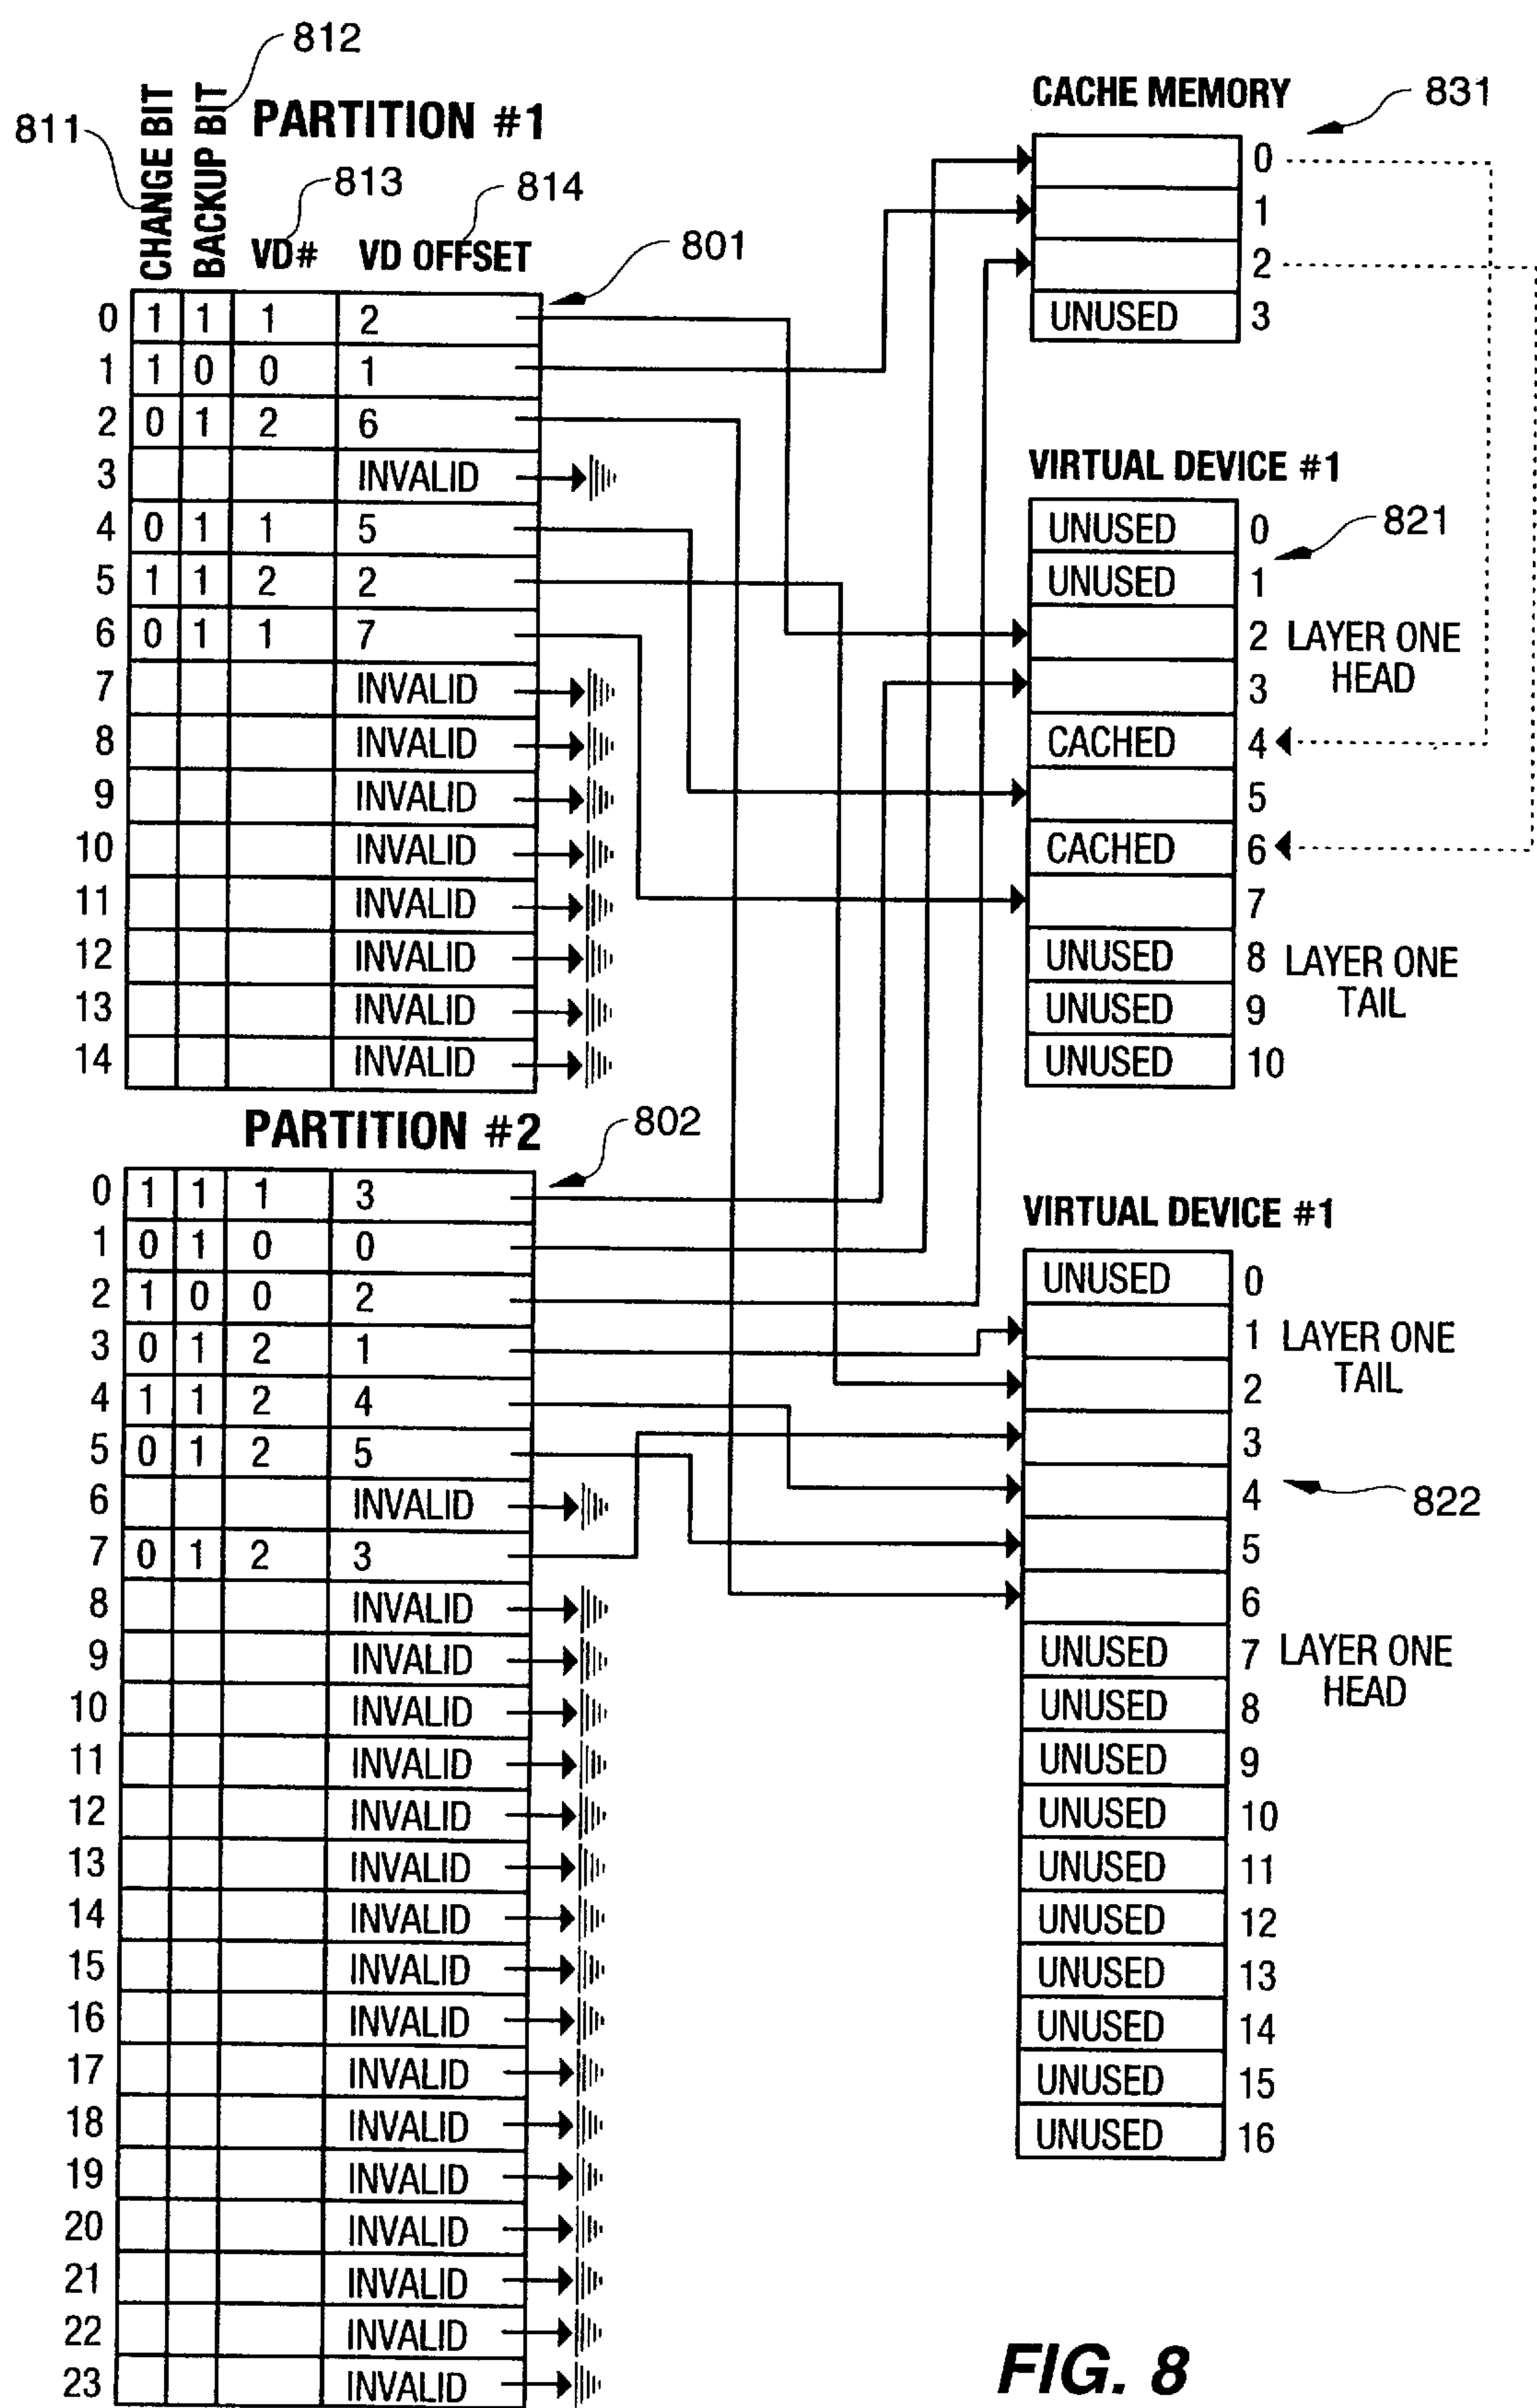 812
811
CHANGE BIT
BACKUP BIT
PARTITION #1
813
814
VD#
VD OFFSET
801
0 1 1 1 2
1 1 0 0 1
2 0 1 2 6
3 INVALID
4 0 1 1 5
5 1 1 2 2
6 0 1 1 7
7 INVALID
8 INVALID
9 INVALID
10 INVALID
11 INVALID
12 INVALID
13 INVALID
14 INVALID
PARTITION #2
802
0 1 1 1 3
1 0 1 0 0
2 1 0 0 2
3 0 1 2 1
4 1 1 2 4
5 0 1 2 5
6 INVALID
7 0 1 2 3
8 INVALID
9 INVALID
10 INVALID
11 INVALID
12 INVALID
13 INVALID
14 INVALID
15 INVALID
16 INVALID
17 INVALID
18 INVALID
19 INVALID
20 INVALID
21 INVALID
22 INVALID
23 INVALID
CACHE MEMORY
831
0
1
2
UNUSED 3
VIRTUAL DEVICE #1
821
UNUSED 0
UNUSED 1
2 LAYER ONE
HEAD
3
CACHED 4
5
CACHED 6
7
UNUSED 8 LAYER ONE
TAIL
UNUSED 9
UNUSED 10
VIRTUAL DEVICE #1
UNUSED 0
1 LAYER ONE
TAIL
2
3
4
822
5
6
UNUSED 7 LAYER ONE
HEAD
UNUSED 8
UNUSED 9
UNUSED 10
UNUSED 11
UNUSED 12
UNUSED 13
UNUSED 14
UNUSED 15
UNUSED 16
FIG. 8